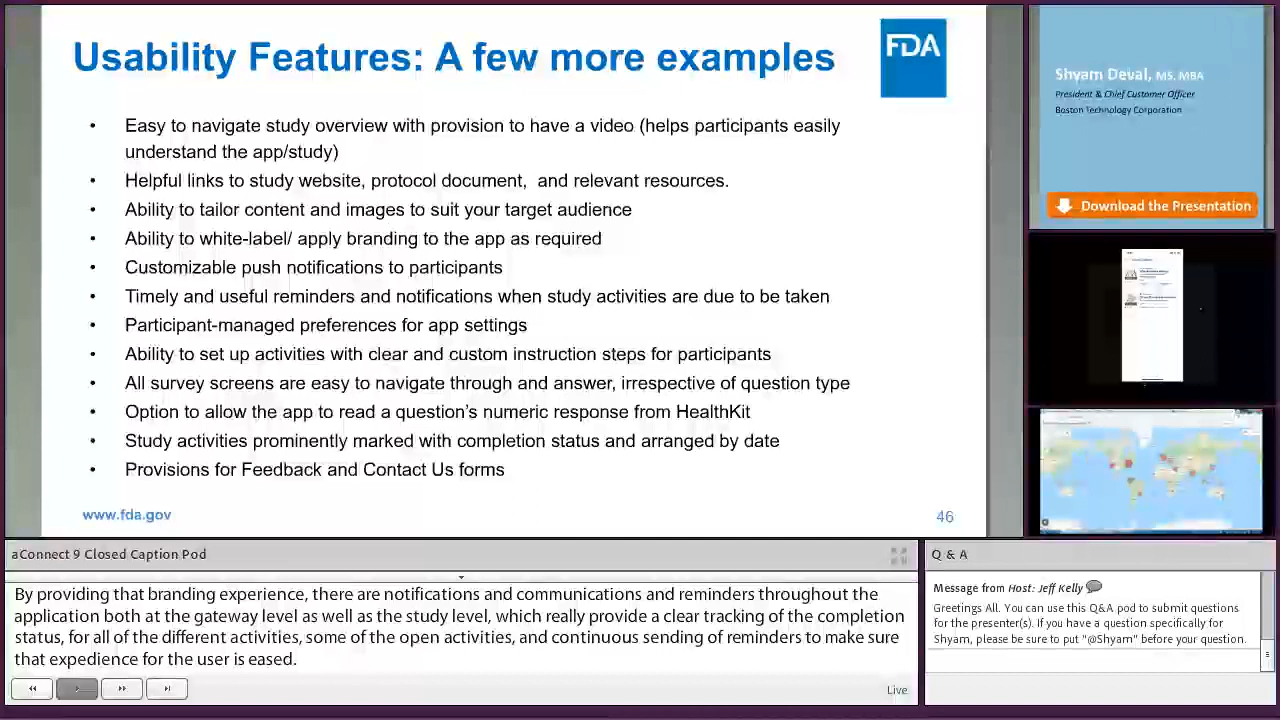 Usability Features: A few more examples
FDA
• Easy to navigate study overview with provision to have a video (helps participants easily
understand the app/study)
• Helpful links to study website, protocol document, and relevant resources.
• Ability to tailor content and images to suit your target audience
• Ability to white-label/ apply branding to the app as required
• Customizable push notifications to participants
• Timely and useful reminders and notifications when study activities are due to be taken
• Participant-managed preferences for app settings
• Ability to set up activities with clear and custom instruction steps for participants
• All survey screens are easy to navigate through and answer, irrespective of question type
• Option to allow the app to read a question's numeric response from HealthKit
• Study activities prominently marked with completion status and arranged by date
• Provisions for Feedback and Contact Us forms
www.fda.gov
46
Shyam Deval, MS, MBA
President & Chief Customer Officer
Boston Technology Corporation
Download the Presentation
aConnect 9 Closed Caption Pod
By providing that branding experience, there are notifications and communications and reminders throughout the
application both at the gateway level as well as the study level, which really provide a clear tracking of the completion
status, for all of the different activities, some of the open activities, and continuous sending of reminders to make sure
that expedience for the user is eased.
Live
Q & A
Message from Host: Jeff Kelly
Greetings All. You can use this Q&A pod to submit questions
for the presenter(s). If you have a question specifically for
Shyam, please be sure to put "@Shyam" before your question.